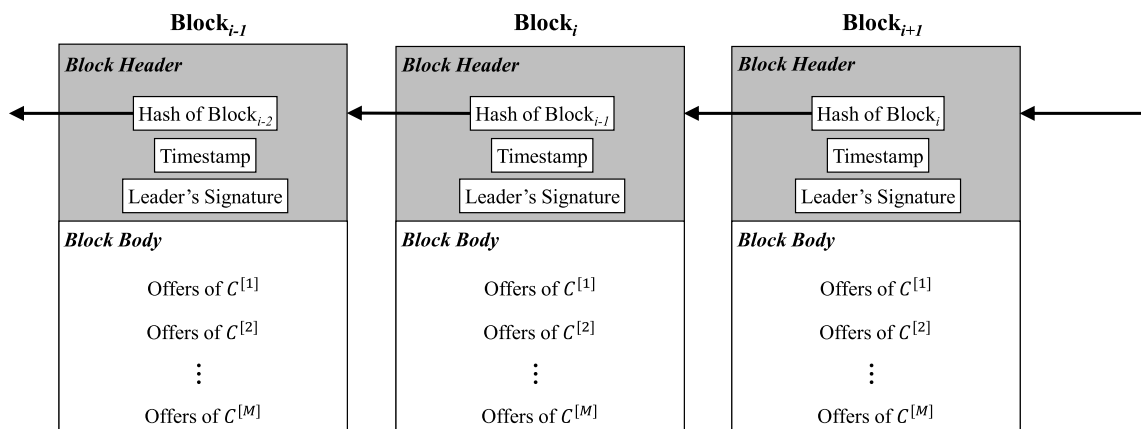 Block_{i-1}
Block Header
Hash of Block_{i-2}
Timestamp
Leader’s Signature
Block Body
Offers of C^{[1]}
Offers of C^{[2]}
⋮
Offers of C^{[M]}
Block_{i}
Block Header
Hash of Block_{i-1}
Timestamp
Leader’s Signature
Block Body
Offers of C^{[1]}
Offers of C^{[2]}
⋮
Offers of C^{[M]}
Block_{i+1}
Block Header
Hash of Block_{i}
Timestamp
Leader’s Signature
Block Body
Offers of C^{[1]}
Offers of C^{[2]}
⋮
Offers of C^{[M]}